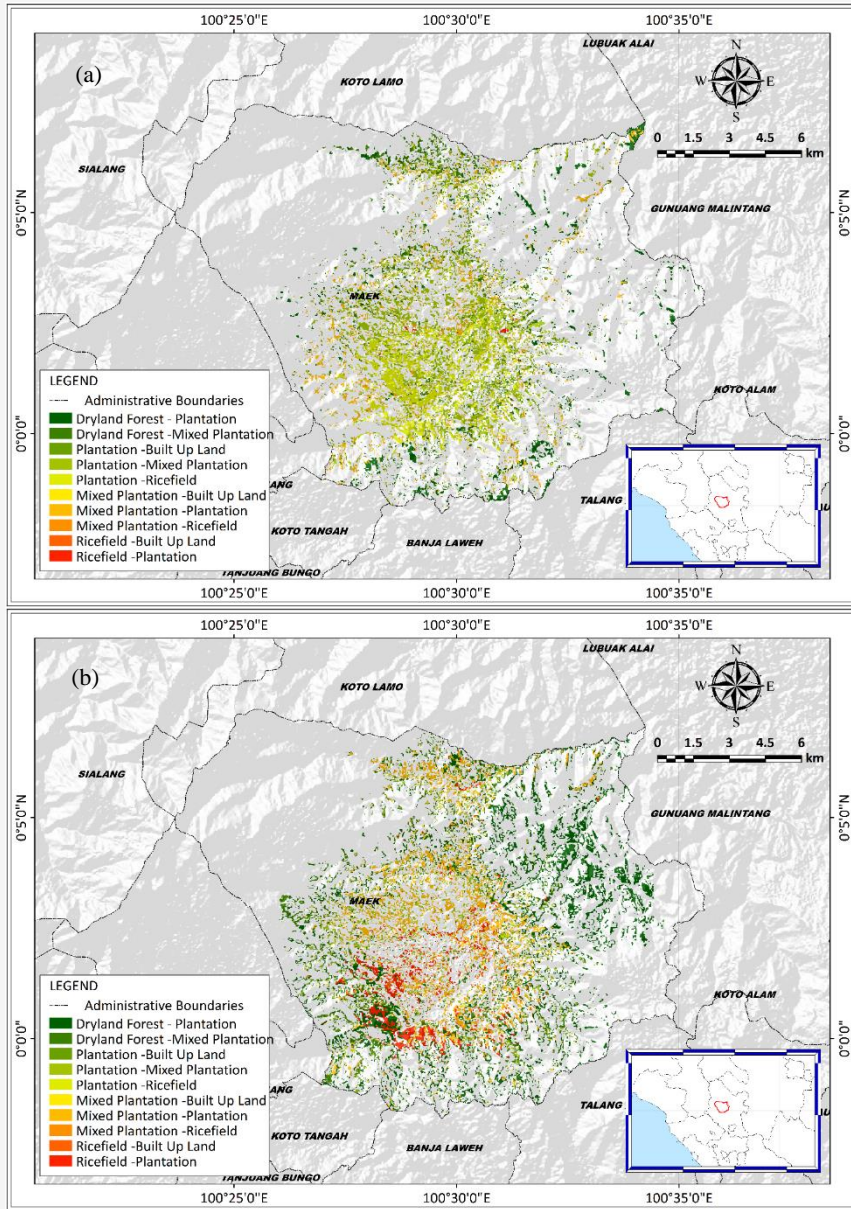 100°25'0"E 100°30'0"E 100°35'0"E
(a)
LUBUAK ALAI
KOTO LAMO
N
W E
S
SIALANG
0 1.5 3 4.5 6
km
0°5'0"N 0°5'0"N
GUNUANG MALINTANG
MAEK
KOTO ALAM
0°0'0" 0°0'0"
LEGEND
Administrative Boundaries
Dryland Forest - Plantation
Dryland Forest -Mixed Plantation
Plantation -Built Up Land
Plantation -Mixed Plantation
Plantation -Ricefield
Mixed Plantation -Built Up Land
Mixed Plantation -Plantation
Mixed Plantation -Ricefield
Ricefield -Built Up Land
Ricefield -Plantation
ANG
KOTO TANGAH
TALANG
BANJA LAWEH
TANJUANG BUNGO
100°25'0"E 100°30'0"E 100°35'0"E
100°25'0"E 100°30'0"E 100°35'0"E
(b)
LUBUAK ALAI
KOTO LAMO
N
W E
S
SIALANG
0 1.5 3 4.5 6
km
0°5'0"N 0°5'0"N
GUNUANG MALINTANG
MAEK
KOTO ALAM
0°0'0" 0°0'0"
LEGEND
Administrative Boundaries
Dryland Forest - Plantation
Dryland Forest -Mixed Plantation
Plantation -Built Up Land
Plantation -Mixed Plantation
Plantation -Ricefield
Mixed Plantation -Built Up Land
Mixed Plantation -Plantation
Mixed Plantation -Ricefield
Ricefield -Built Up Land
Ricefield -Plantation
ANG
KOTO TANGAH
TALANG
BANJA LAWEH
TANJUANG BUNGO
100°25'0"E 100°30'0"E 100°35'0"E